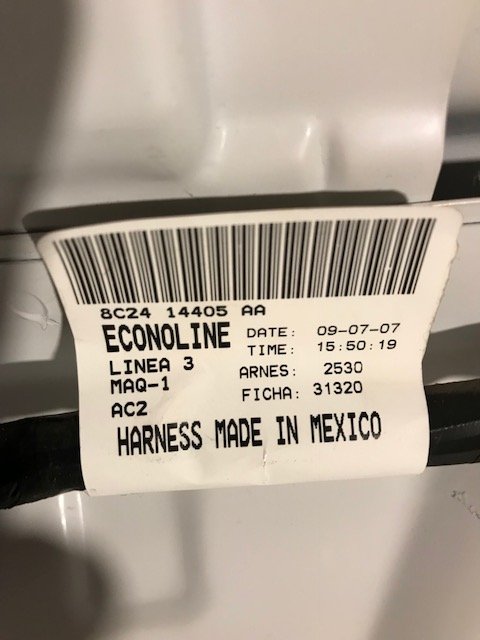 8C24 14405 AA
ECONOLINE DATE: 09-07-07
TIME: 15:50:19
LINEA 3
ARNES: 2530
MAQ-1
FICHA: 31320
AC2
HARNESS MADE IN MEXICO